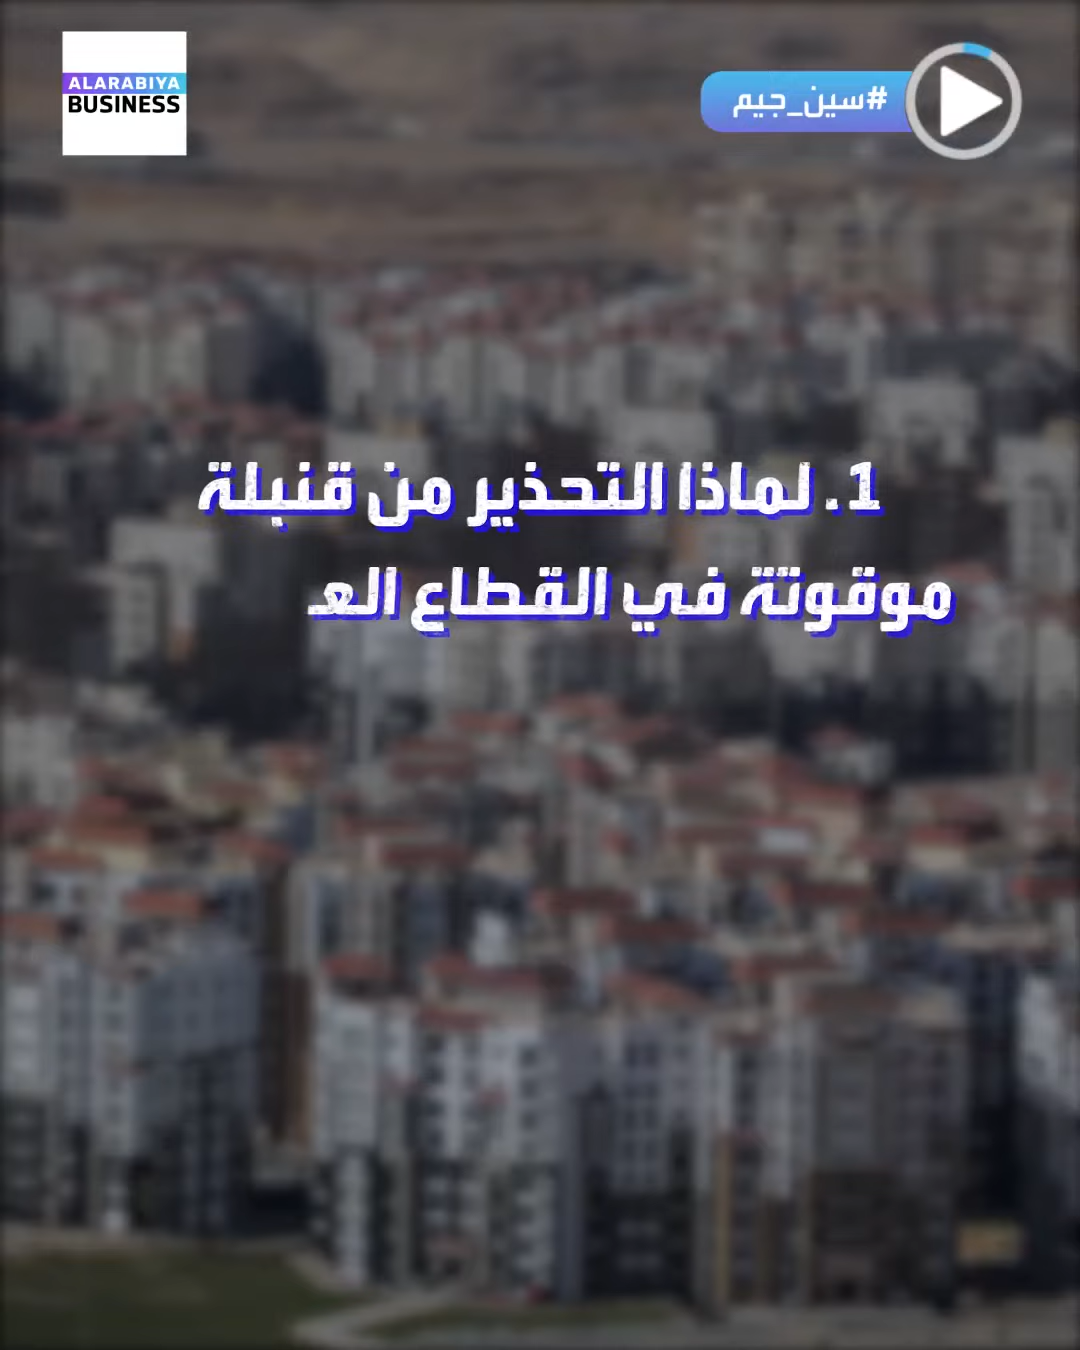 ALARABIYA
BUSINESS
#سين_جيم
1. لماذا التحذير من قنبلة
موقوتة في القطاع العـ